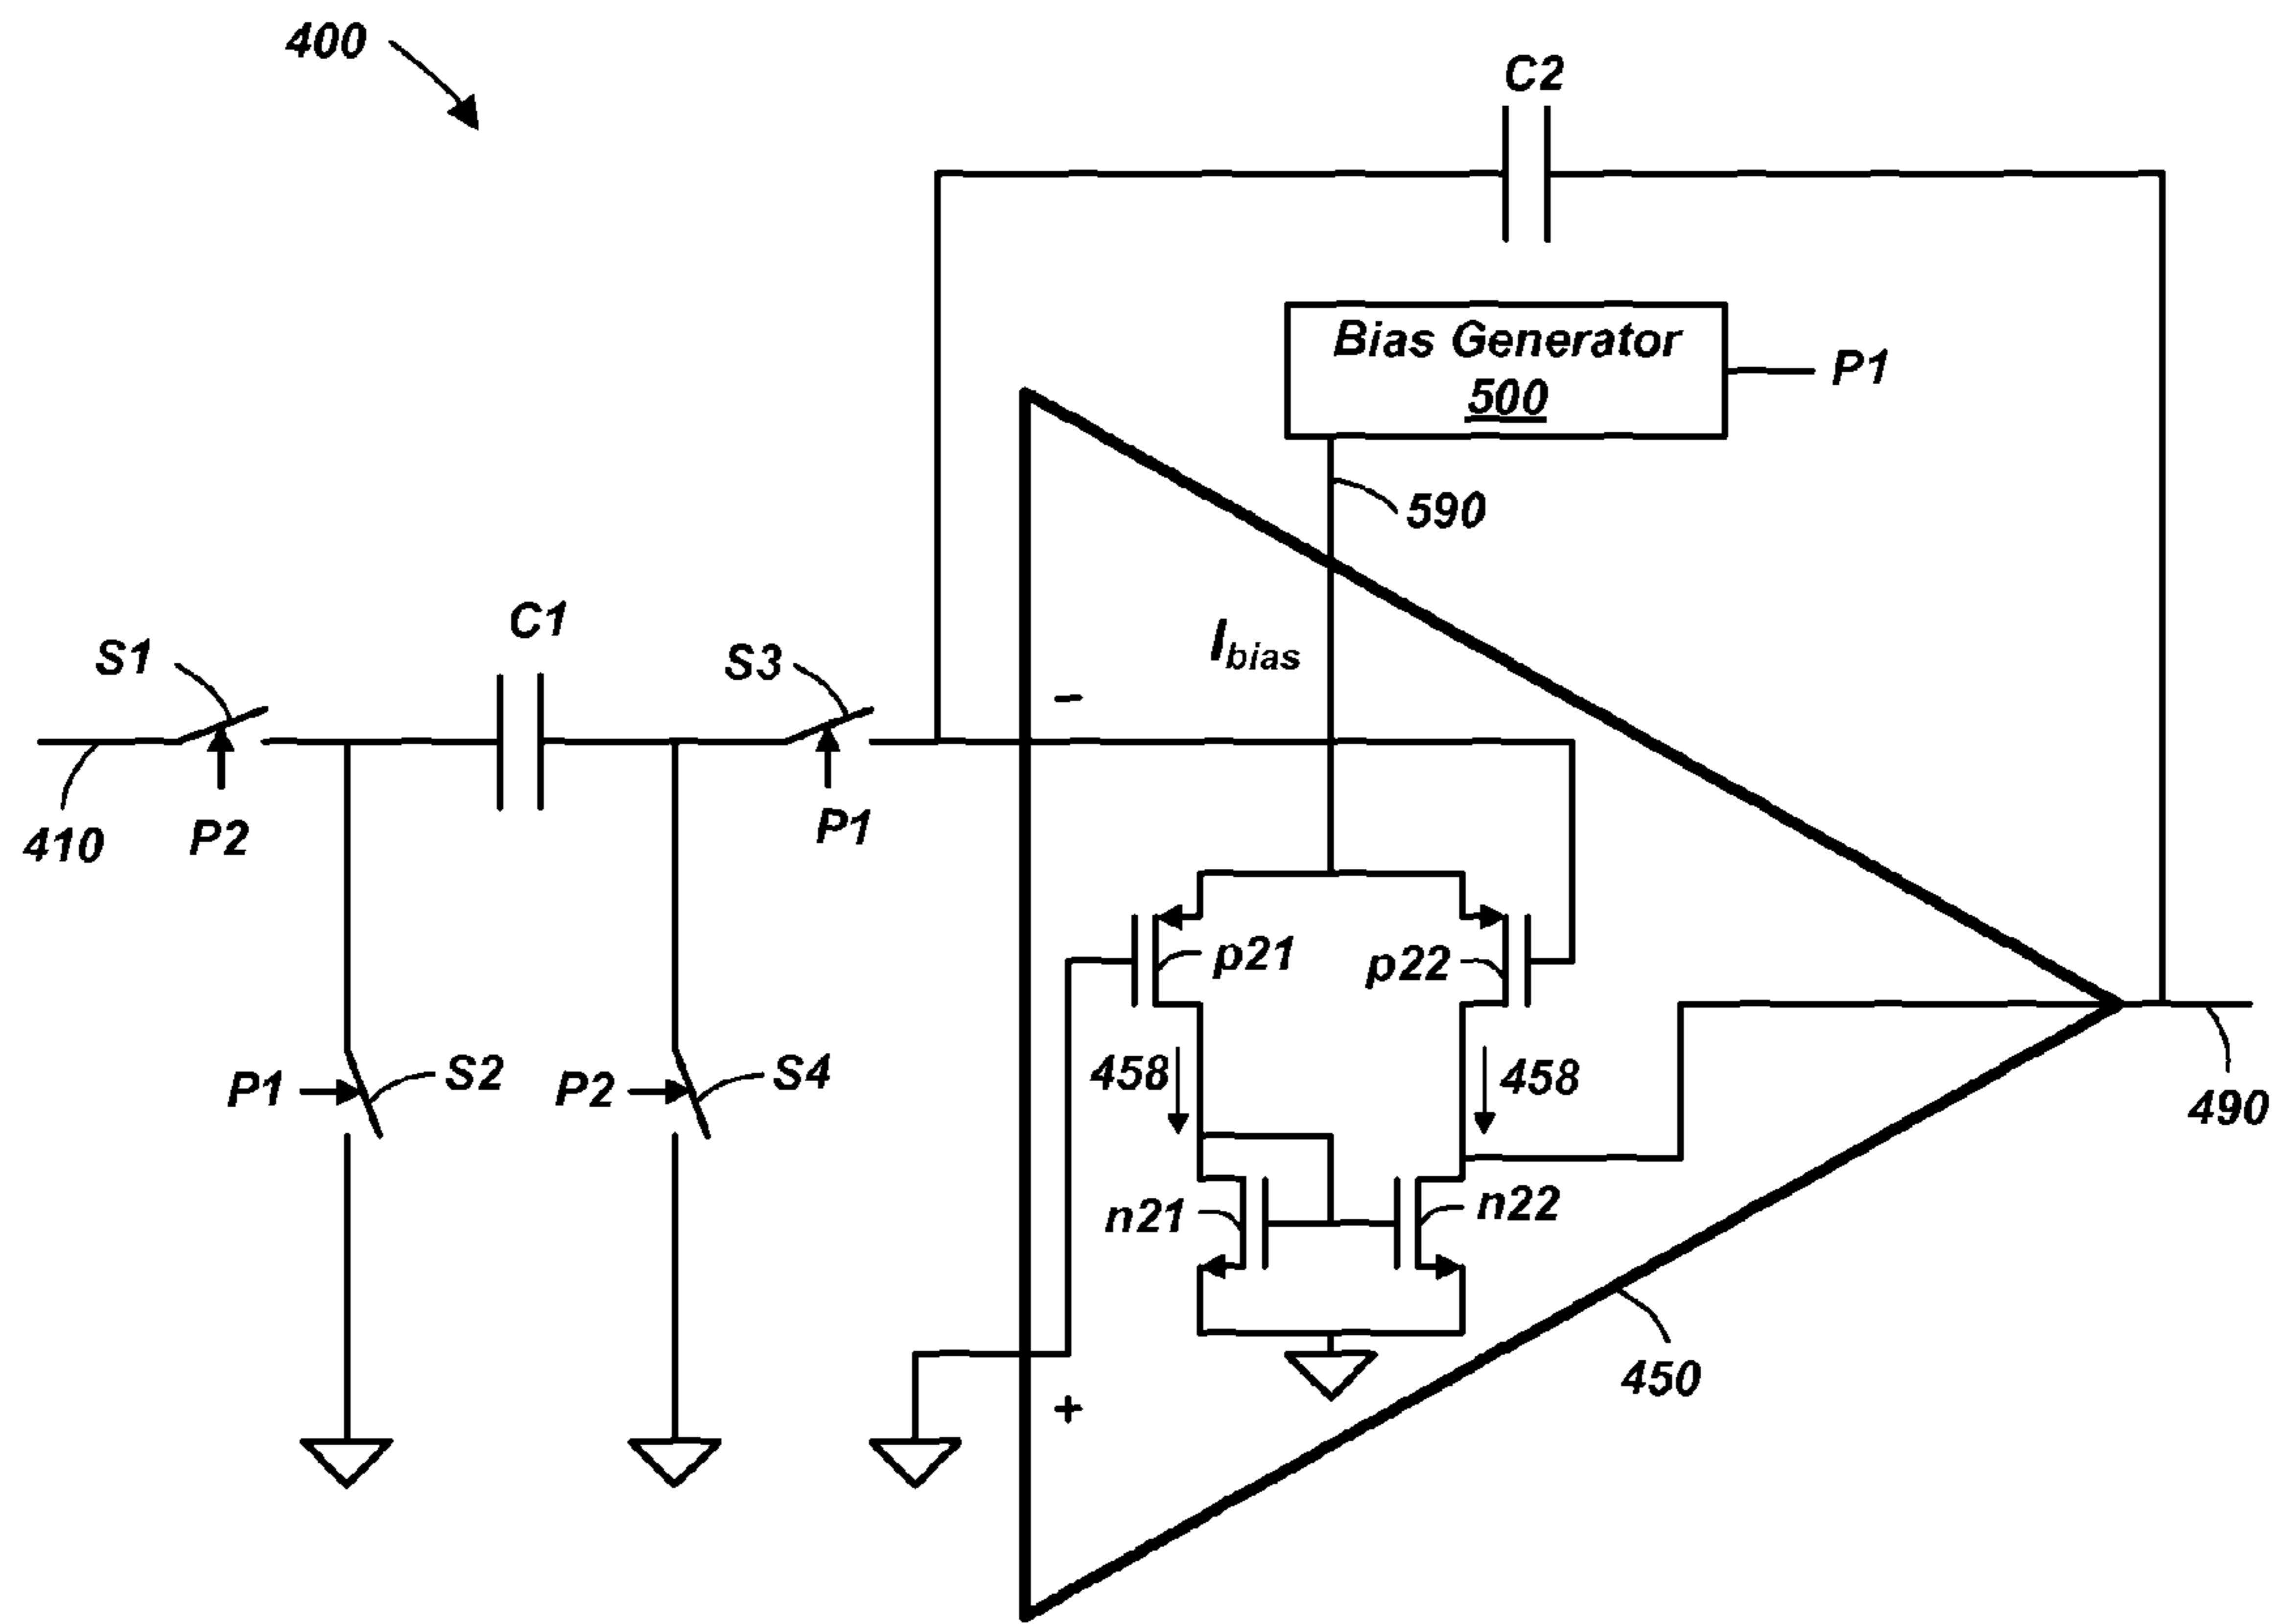 400
C2
Bias Generator
500
P1
590
I_bias
C1
S1
S3
−
410
P2
P1
p21
p22
458
458
P1
S2
P2
S4
490
n21
n22
450
+